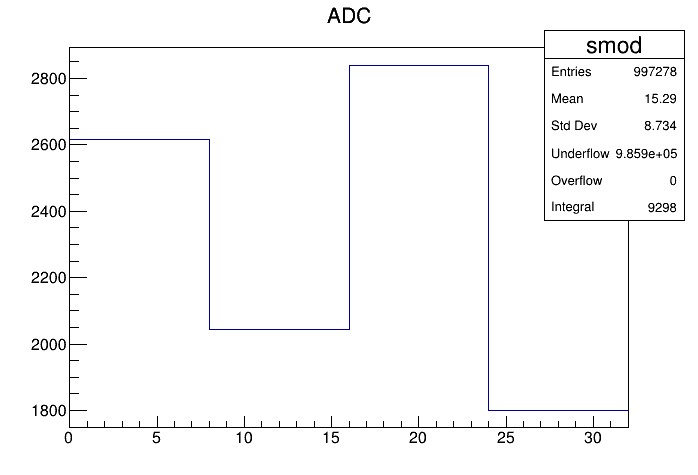 ADC
smod
Entries 997278
Mean 15.29
Std Dev 8.734
Underflow 9.859e+05
Overflow 0
Integral 9298
2800
2600
2400
2200
2000
1800
0 5 10 15 20 25 30